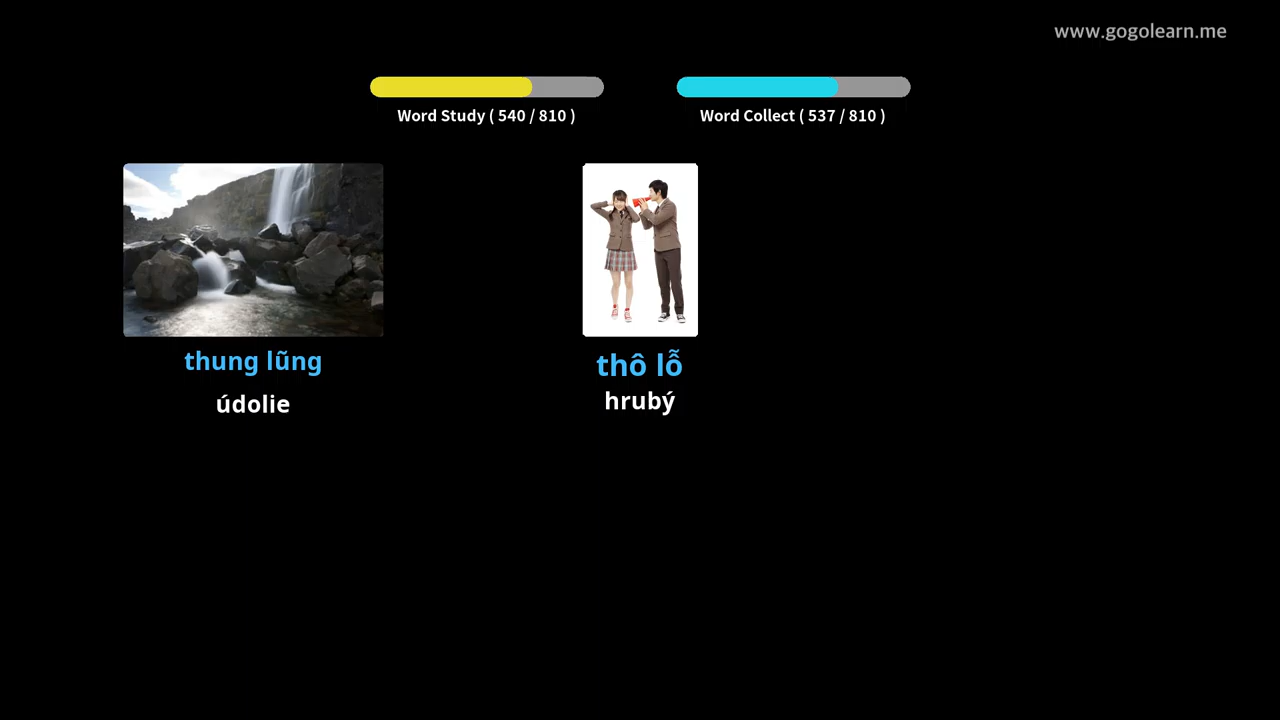 www.gogolearn.me
Word Study ( 540 / 810 )
Word Collect ( 537 / 810 )
thung lũng
údolie
thô lỗ
hrubý